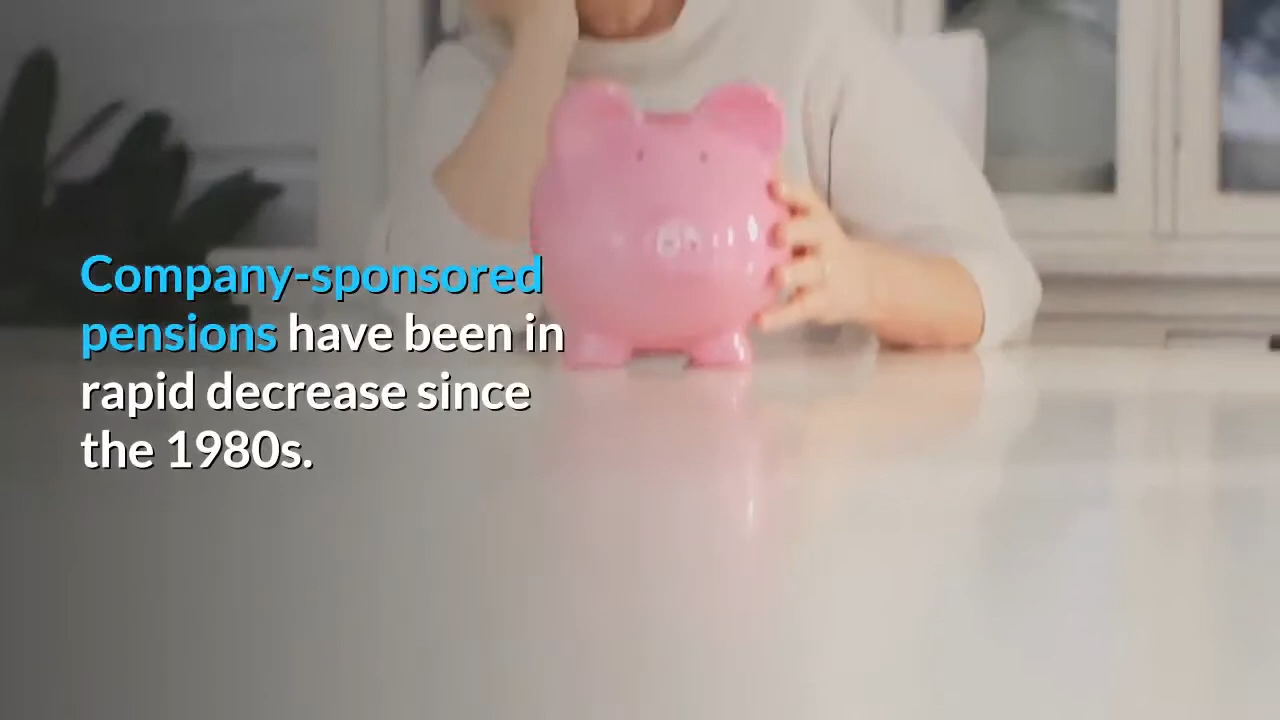 Company-sponsored
pensions have been in
rapid decrease since
the 1980s.